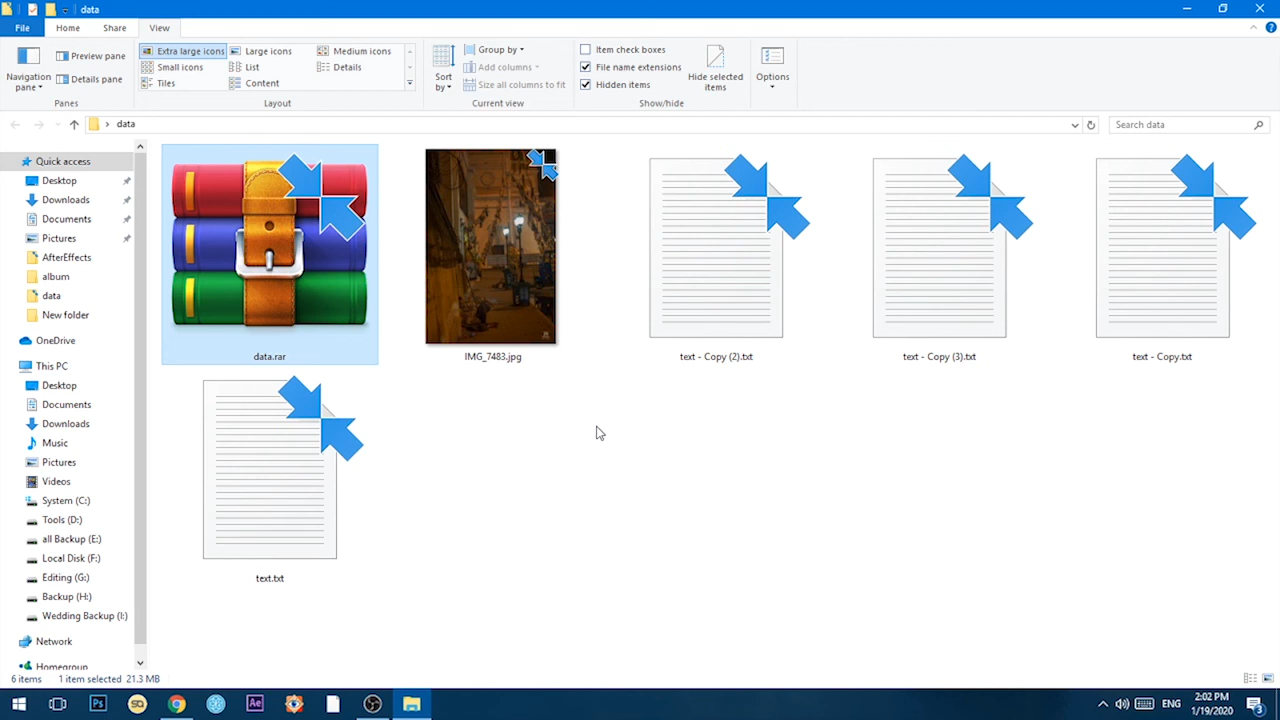 data
File
Home
Share
View
Navigation pane
Preview pane
Details pane
Panes
Extra large icons
Large icons
Medium icons
Small icons
List
Details
Tiles
Content
Layout
Sort by
Group by
Add columns
Size all columns to fit
Current view
Item check boxes
File name extensions
Hidden items
Hide selected items
Show/hide
Options
data
Search data
Quick access
Desktop
Downloads
Documents
Pictures
AfterEffects
album
data
New folder
OneDrive
This PC
Desktop
Documents
Downloads
Music
Pictures
Videos
System (C:)
Tools (D:)
all Backup (E:)
Local Disk (F:)
Editing (G:)
Backup (H:)
Wedding Backup (I:)
Network
Homegroup
data.rar
IMG_7483.jpg
text - Copy (2).txt
text - Copy (3).txt
text - Copy.txt
text.txt
6 items
1 item selected 21.3 MB
Ps
Ae
ENG
2:02 PM
1/19/2020
3